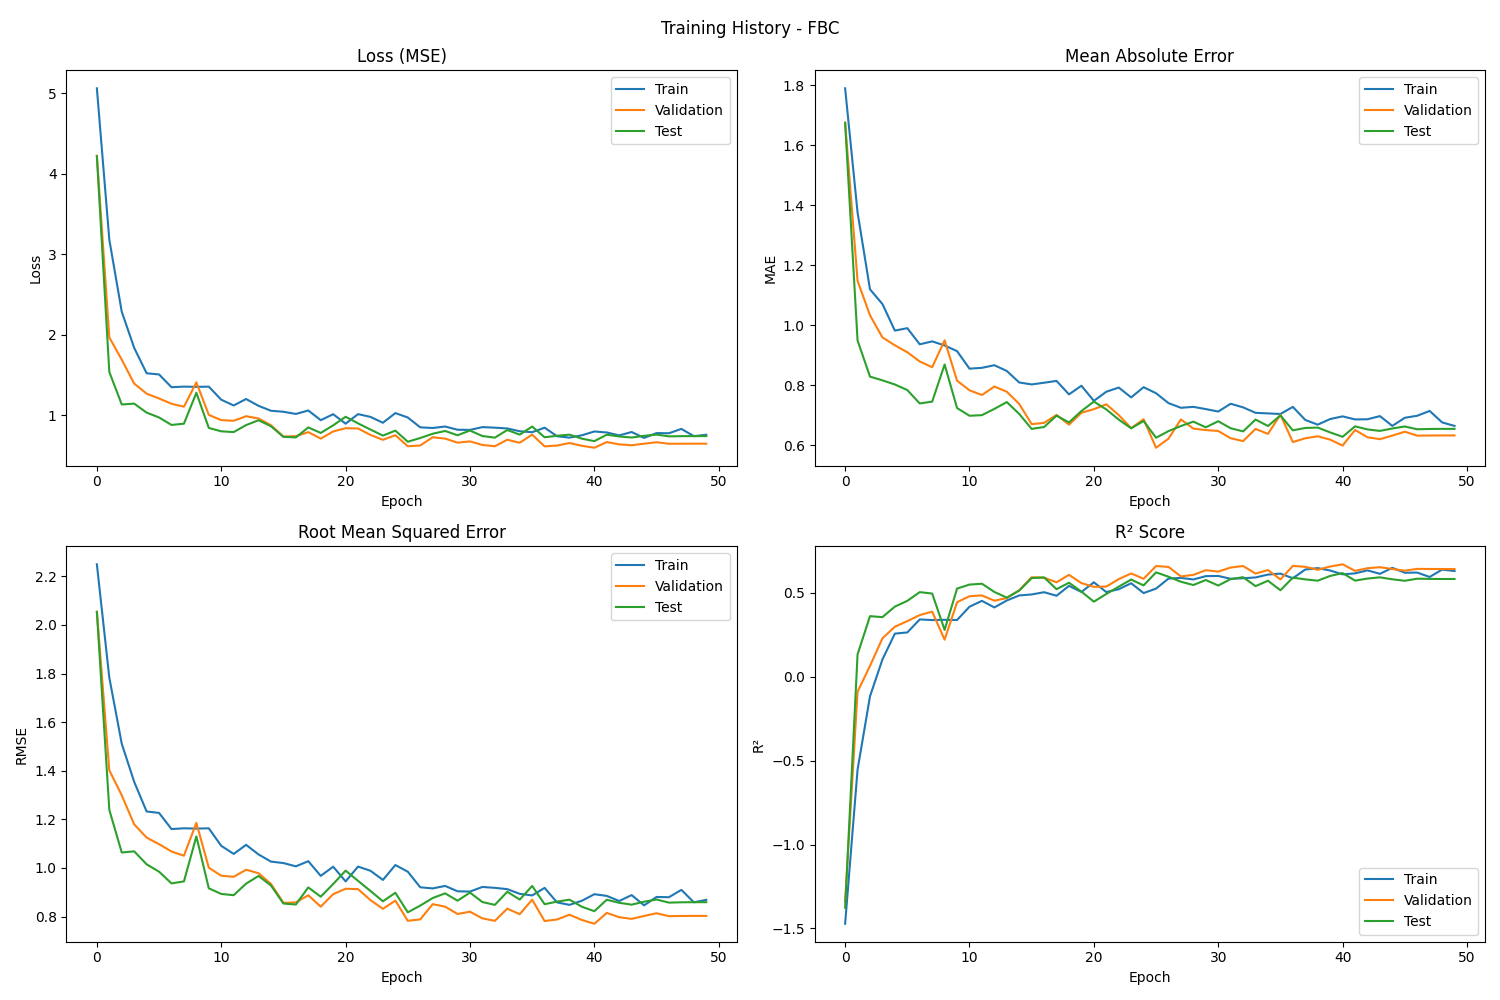 Training History - FBC
Loss (MSE)
Loss
5
4
3
2
1
Train
Validation
Test
0
10
20
30
40
50
Epoch
Mean Absolute Error
MAE
1.8
1.6
1.4
1.2
1.0
0.8
0.6
Train
Validation
Test
0
10
20
30
40
50
Epoch
Root Mean Squared Error
RMSE
2.2
2.0
1.8
1.6
1.4
1.2
1.0
0.8
Train
Validation
Test
0
10
20
30
40
50
Epoch
R² Score
R²
0.5
0.0
−0.5
−1.0
−1.5
Train
Validation
Test
0
10
20
30
40
50
Epoch